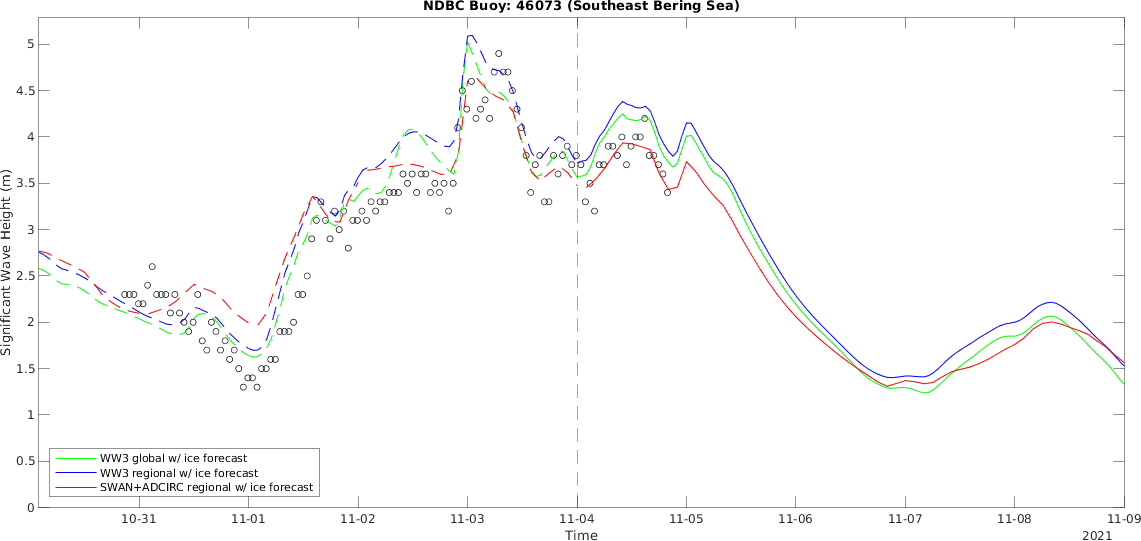 NDBC Buoy: 46073 (Southeast Bering Sea)
Significant Wave Height (m)
5
4.5
4
3.5
3
2.5
2
1.5
1
0.5
0
WW3 global w/ ice forecast
WW3 regional w/ ice forecast
SWAN+ADCIRC regional w/ ice forecast
10-31 11-01 11-02 11-03 11-04 11-05 11-06 11-07 11-08 11-09
Time
2021